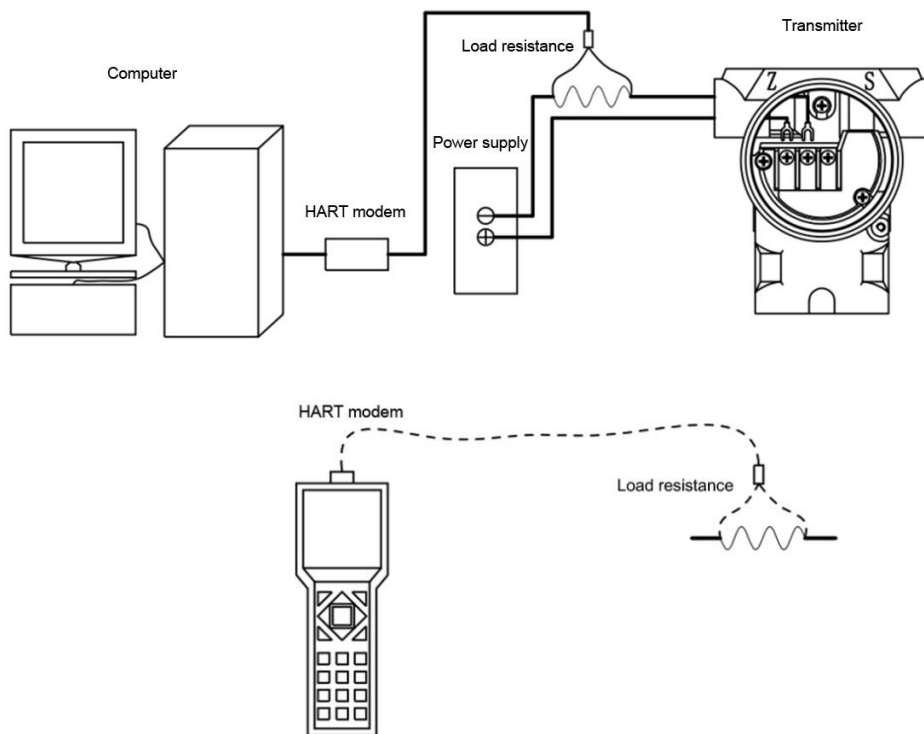 Transmitter
Load resistance
Computer
Z S
Power supply
HART modem
HART modem
Load resistance